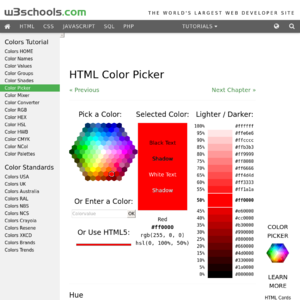 w3schools.com
THE WORLD'S LARGEST WEB DEVELOPER SITE
HTML CSS JAVASCRIPT SQL PHP TUTORIALS
Colors Tutorial
Colors HOME
Color Names
Color Values
Color Groups
Color Shades
Color Picker
Color Mixer
Color Converter
Color RGB
Color HEX
Color HSL
Color HWB
Color CMYK
Color NCol
Color Palettes
Color Standards
Colors USA
Colors UK
Colors Australia
Colors RAL
Colors NBS
Colors NCS
Colors Crayola
Colors Resene
Colors XKCD
Colors Brands
Colors Trends
HTML Color Picker
« Previous
Next Chapter »
Pick a Color:
Or Enter a Color:
Colorvalue
OK
Or Use HTML5:
Selected Color:
Black Text
Shadow
White Text
Shadow
Red
#ff0000
rgb(255, 0, 0)
hsl(0, 100%, 50%)
Lighter / Darker:
100% #ffffff
95% #ffe6e6
90% #ffcccc
85% #ffb3b3
80% #ff9999
75% #ff8080
70% #ff6666
65% #ff4d4d
60% #ff3333
55% #ff1a1a
50% #ff0000
45% #e60000
40% #cc0000
35% #b30000
30% #990000
25% #800000
20% #660000
15% #4d0000
10% #330000
5% #1a0000
0% #000000
COLOR
PICKER
LEARN
MORE
HTML Cents
Hue